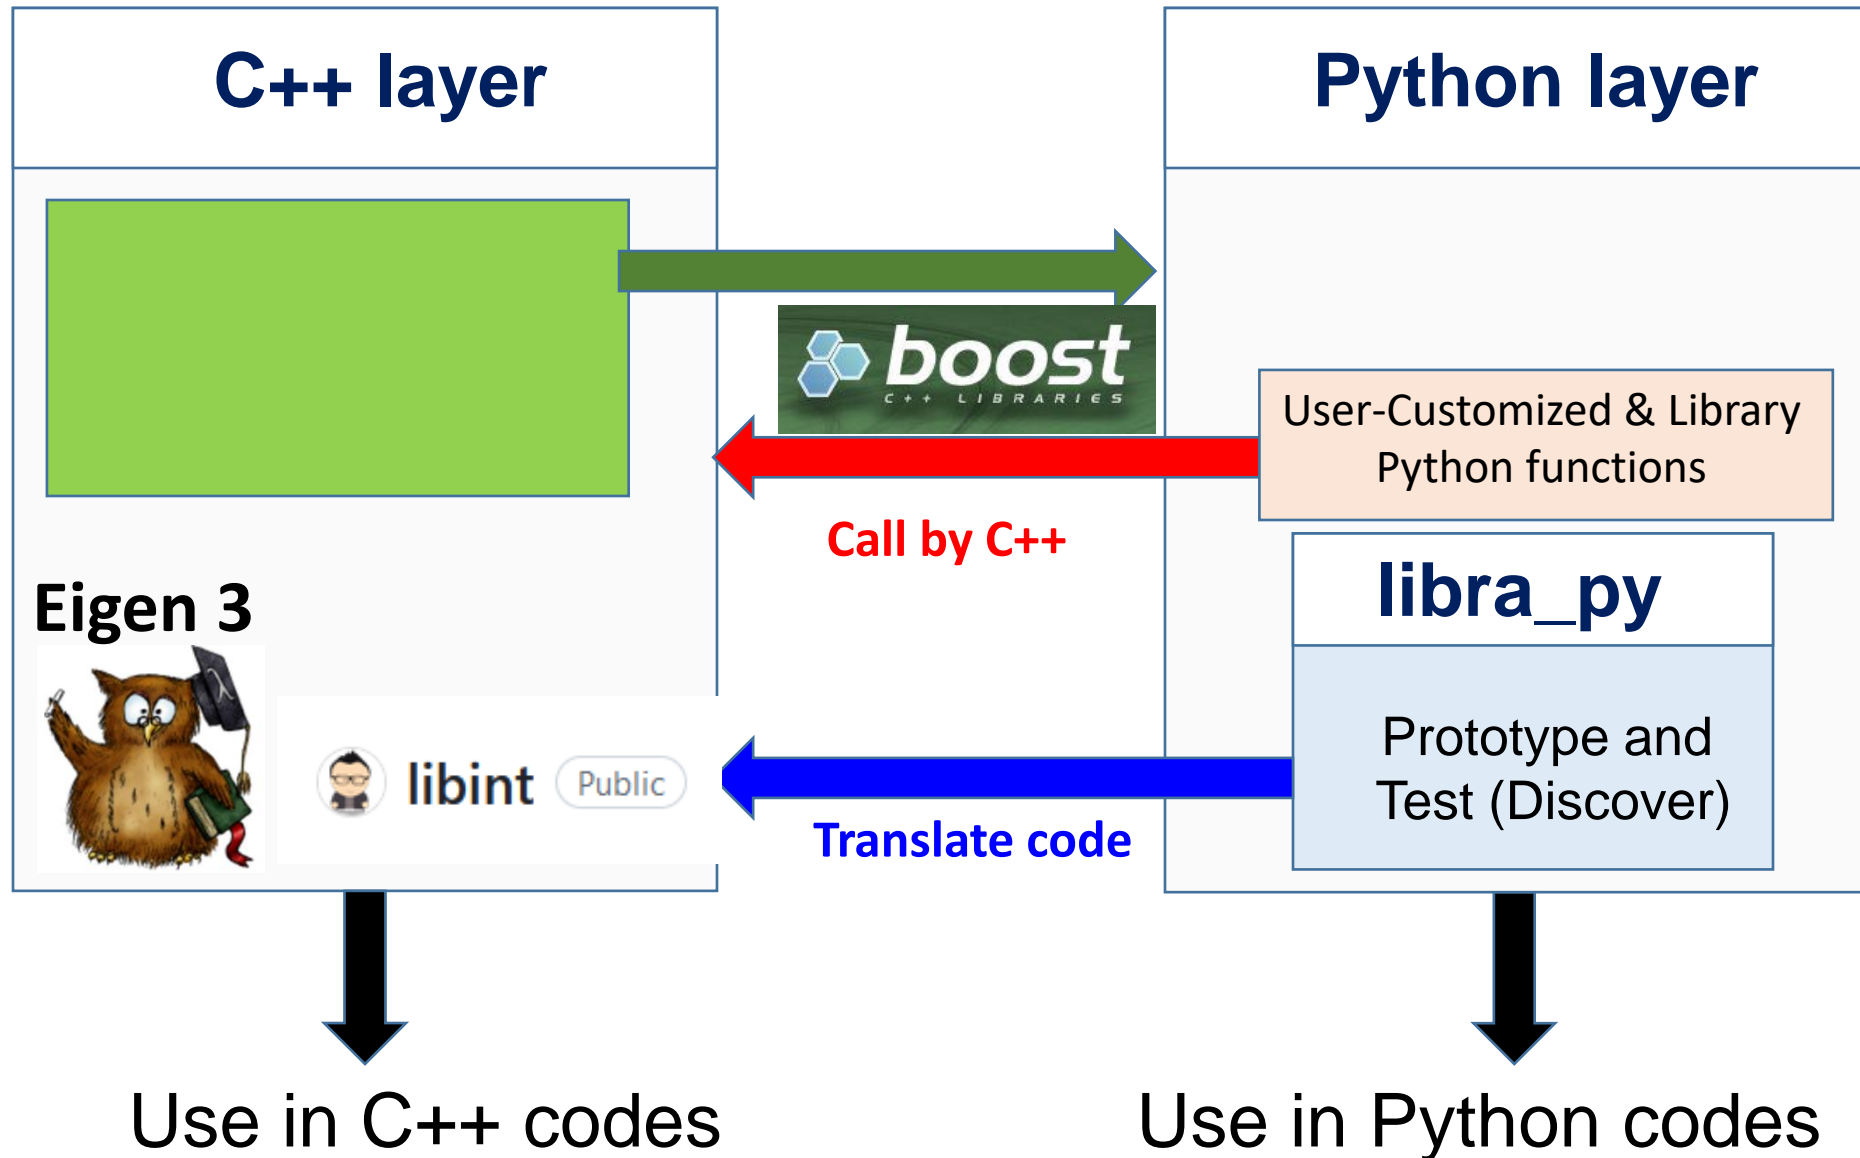 C++ layer
Python layer
boost
C++ LIBRARIES
User-Customized & Library
Python functions
Call by C++
Eigen 3
libra_py
libint Public
Prototype and
Test (Discover)
Translate code
Use in C++ codes
Use in Python codes